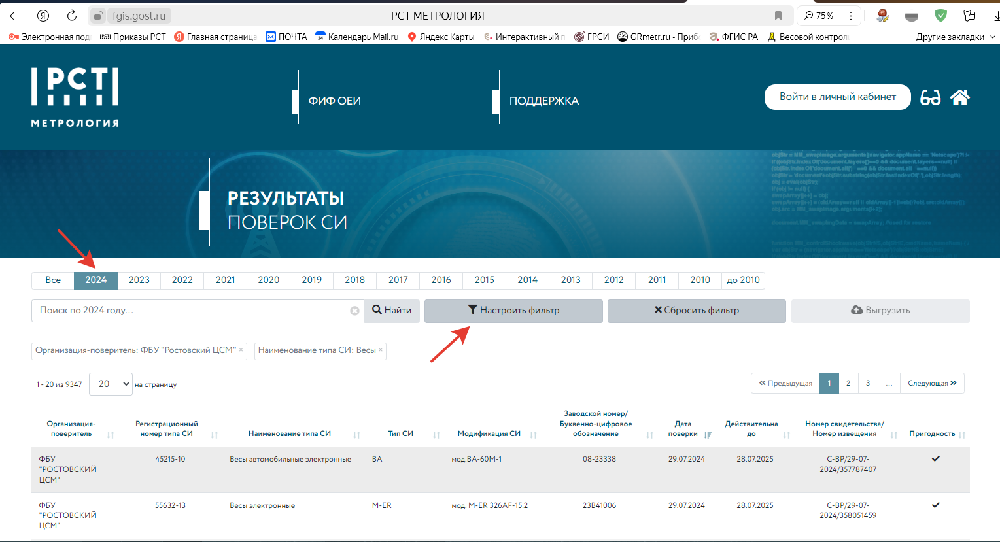 fgis.gost.ru
РСТ МЕТРОЛОГИЯ
75 %
Электронная под
Приказы РСТ
Главная страница
ПОЧТА
Календарь Mail.ru
Яндекс Карты
Интерактивный п
ГРСИ
GRmetr.ru - Прибо
ФГИС РА
Весовой контрол
Другие закладки
РСТ
МЕТРОЛОГИЯ
ФИФ ОЕИ
ПОДДЕРЖКА
Войти в личный кабинет
РЕЗУЛЬТАТЫ
ПОВЕРОК СИ
Все 2024 2023 2022 2021 2020 2019 2018 2017 2016 2015 2014 2013 2012 2011 2010 до 2010
Поиск по 2024 году...
Найти
Настроить фильтр
Сбросить фильтр
Выгрузить
Организация-поверитель: ФБУ "Ростовский ЦСМ" ×
Наименование типа СИ: Весы ×
1 - 20 из 9347
20
на страницу
« Предыдущая 1 2 3 ... Следующая »
Организация-
поверитель
Регистрационный
номер типа СИ
Наименование типа СИ
Тип СИ
Модификация СИ
Заводской номер/
Буквенно-цифровое
обозначение
Дата
поверки
Действительна
до
Номер свидетельства/
Номер извещения
Пригодность
ФБУ
"РОСТОВСКИЙ
ЦСМ"
45215-10
Весы автомобильные электронные
ВА
мод.ВА-60М-1
08-23338
29.07.2024
28.07.2025
С-ВР/29-07-
2024/357787407
ФБУ
"РОСТОВСКИЙ
ЦСМ"
55632-13
Весы электронные
M-ER
мод. M-ER 326AF-15.2
23В41006
29.07.2024
28.07.2025
С-ВР/29-07-
2024/358051459